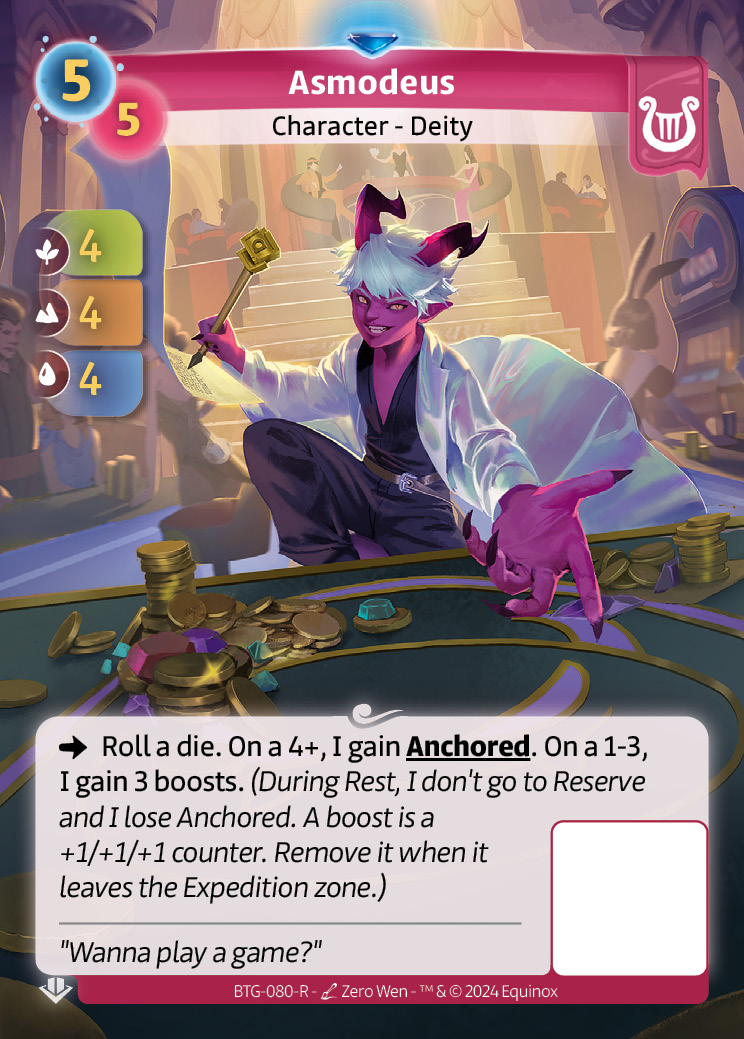 5
Asmodeus
5
Character - Deity
4
4
4
Roll a die. On a 4+, I gain Anchored. On a 1-3,
I gain 3 boosts. (During Rest, I don't go to Reserve
and I lose Anchored. A boost is a
+1/+1/+1 counter. Remove it when it
leaves the Expedition zone.)
"Wanna play a game?"
BTG-080-R - Zero Wen - ™ & © 2024 Equinox